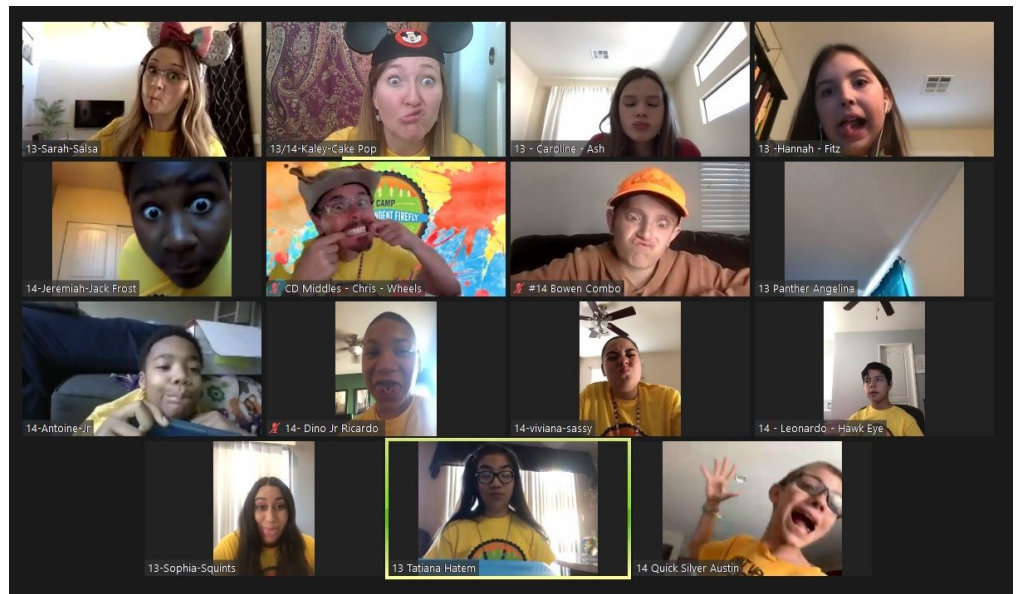 13-Sarah-Salsa
13/14-Kaley-Cake Pop
13 - Caroline - Ash
13 -Hannah - Fitz
CAMP
NDENT FIREFLY
14-Jeremiah-Jack Frost
CD Middles - Chris - Wheels
#14 Bowen Combo
13 Panther Angelina
14-Antoine-Jr
14- Dino Jr Ricardo
14-viviana-sassy
14 - Leonardo - Hawk Eye
13-Sophia-Squints
13 Tatiana Hatem
14 Quick Silver Austin